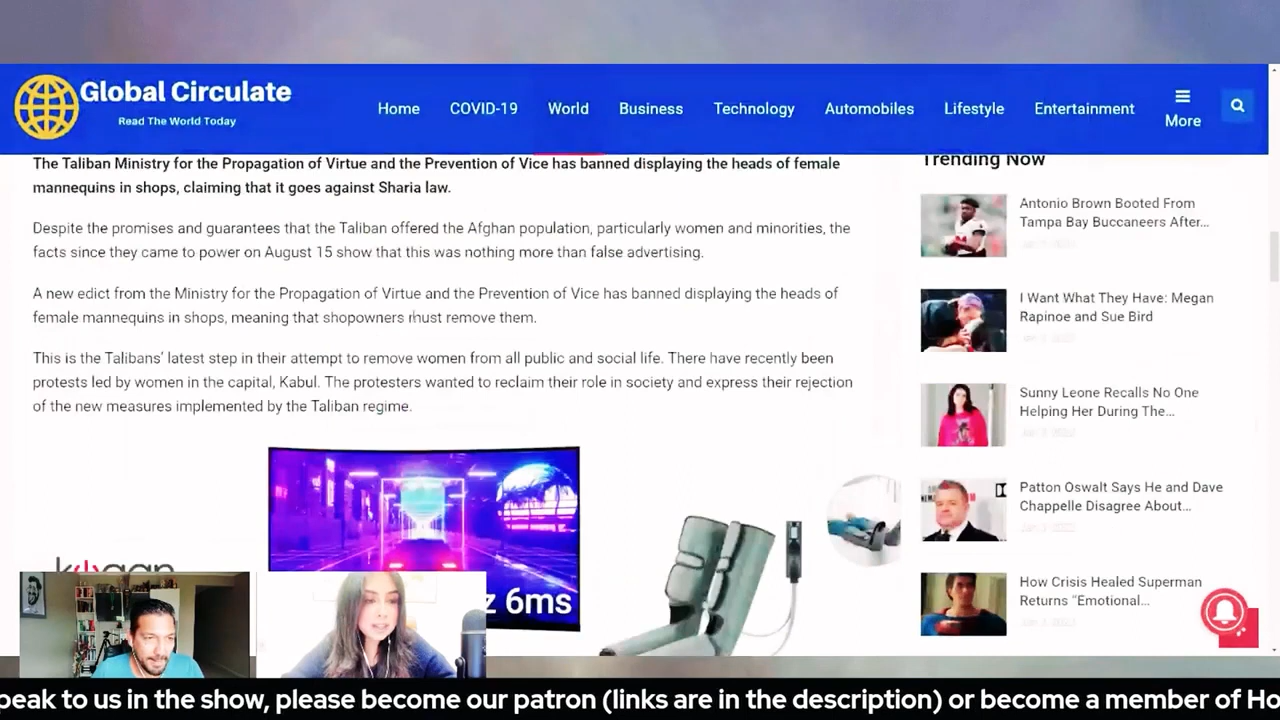 Global Circulate
Read The World Today
Home COVID-19 World Business Technology Automobiles Lifestyle Entertainment More
The Taliban Ministry for the Propagation of Virtue and the Prevention of Vice has banned displaying the heads of female
mannequins in shops, claiming that it goes against Sharia law.
Despite the promises and guarantees that the Taliban offered the Afghan population, particularly women and minorities, the
facts since they came to power on August 15 show that this was nothing more than false advertising.
A new edict from the Ministry for the Propagation of Virtue and the Prevention of Vice has banned displaying the heads of
female mannequins in shops, meaning that shopowners must remove them.
This is the Talibans' latest step in their attempt to remove women from all public and social life. There have recently been
protests led by women in the capital, Kabul. The protesters wanted to reclaim their role in society and express their rejection
of the new measures implemented by the Taliban regime.
Trending Now
Antonio Brown Booted From
Tampa Bay Buccaneers After...
I Want What They Have: Megan
Rapinoe and Sue Bird
Sunny Leone Recalls No One
Helping Her During The...
Patton Oswalt Says He and Dave
Chappelle Disagree About...
How Crisis Healed Superman
Returns “Emotional...
kogan
z 6ms
peak to us in the show, please become our patron (links are in the description) or become a member of Ho